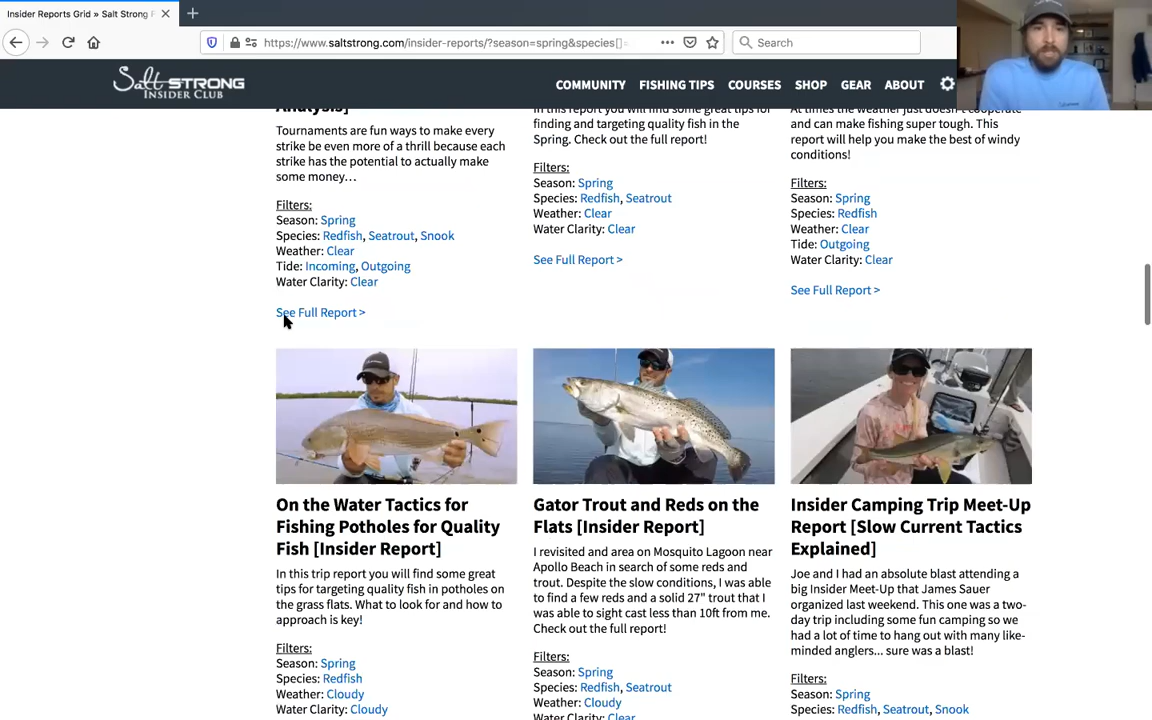 Insider Reports Grid » Salt Strong F
https://www.saltstrong.com/insider-reports/?season=spring&species[]=
Search
Salt STRONG
INSIDER CLUB
COMMUNITY FISHING TIPS COURSES SHOP GEAR ABOUT
Analysis]
Tournaments are fun ways to make every
strike be even more of a thrill because each
strike has the potential to actually make
some money…
Filters:
Season: Spring
Species: Redfish, Seatrout, Snook
Weather: Clear
Tide: Incoming, Outgoing
Water Clarity: Clear
See Full Report >
In this report you will find some great tips for
finding and targeting quality fish in the
Spring. Check out the full report!
Filters:
Season: Spring
Species: Redfish, Seatrout
Weather: Clear
Water Clarity: Clear
See Full Report >
At times the weather just doesn't cooperate
and can make fishing super tough. This
report will help you make the best of windy
conditions!
Filters:
Season: Spring
Species: Redfish
Weather: Clear
Tide: Outgoing
Water Clarity: Clear
See Full Report >
On the Water Tactics for
Fishing Potholes for Quality
Fish [Insider Report]
In this trip report you will find some great
tips for targeting quality fish in potholes on
the grass flats. What to look for and how to
approach is key!
Filters:
Season: Spring
Species: Redfish
Weather: Cloudy
Water Clarity: Cloudy
Gator Trout and Reds on the
Flats [Insider Report]
I revisited and area on Mosquito Lagoon near
Apollo Beach in search of some reds and
trout. Despite the slow conditions, I was able
to find a few reds and a solid 27" trout that I
was able to sight cast less than 10ft from me.
Check out the full report!
Filters:
Season: Spring
Species: Redfish, Seatrout
Weather: Cloudy
Water Clarity: Clear
Insider Camping Trip Meet-Up
Report [Slow Current Tactics
Explained]
Joe and I had an absolute blast attending a
big Insider Meet-Up that James Sauer
organized last weekend. This one was a two-
day trip including some fun camping so we
had a lot of time to hang out with many like-
minded anglers... sure was a blast!
Filters:
Season: Spring
Species: Redfish, Seatrout, Snook